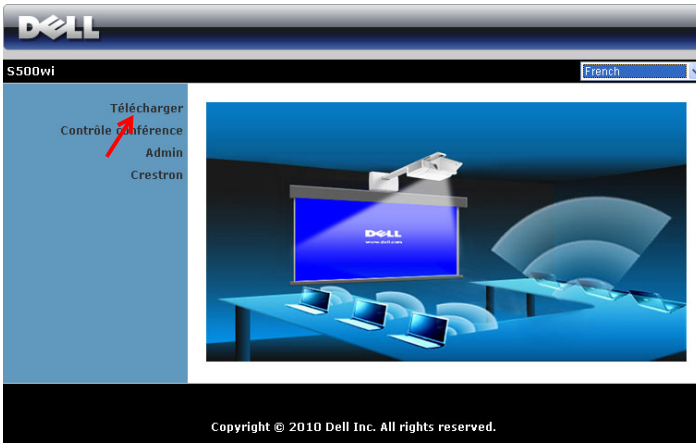 DELL
S500wi
French
Télécharger
Contrôle conférence
Admin
Crestron
DELL
www.dell.com
Copyright © 2010 Dell Inc. All rights reserved.